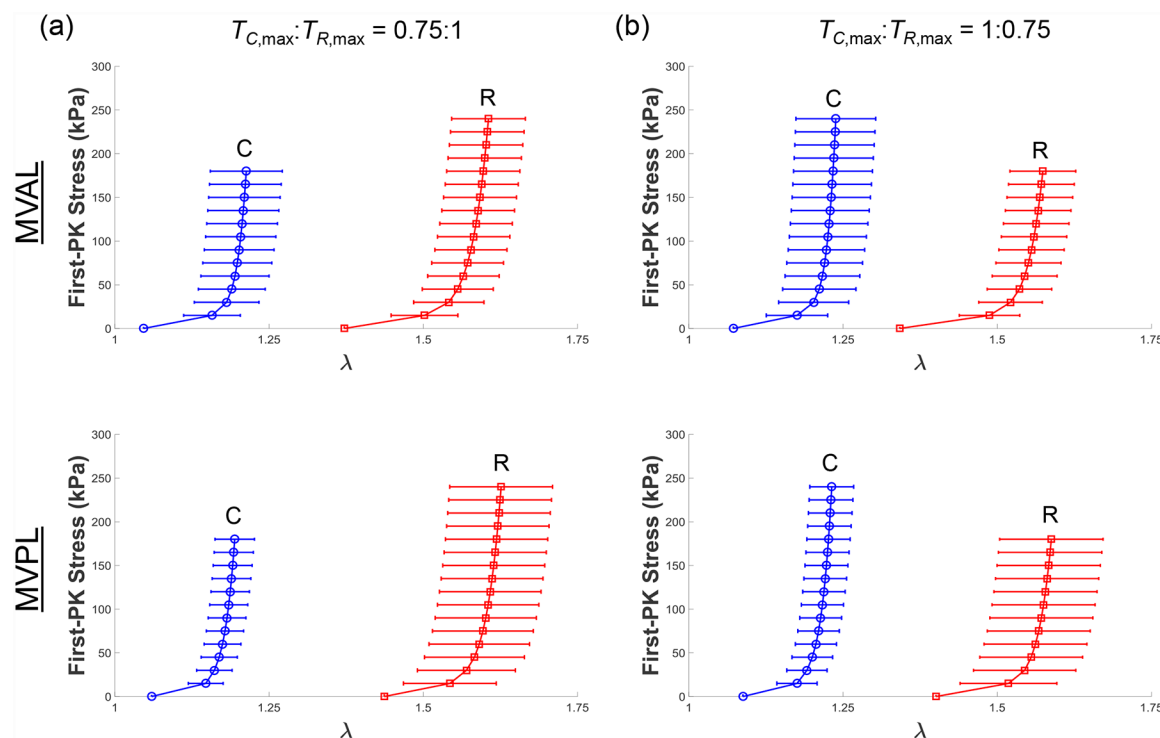 (a)
T_C,max:T_R,max = 0.75:1
(b)
T_C,max:T_R,max = 1:0.75
MVAL
First-PK Stress (kPa)
300
250
200
150
100
50
0
C
R
1
1.25
1.5
1.75
λ
First-PK Stress (kPa)
300
250
200
150
100
50
0
C
R
1
1.25
1.5
1.75
λ
MVPL
First-PK Stress (kPa)
300
250
200
150
100
50
0
C
R
1
1.25
1.5
1.75
λ
First-PK Stress (kPa)
300
250
200
150
100
50
0
C
R
1
1.25
1.5
1.75
λ